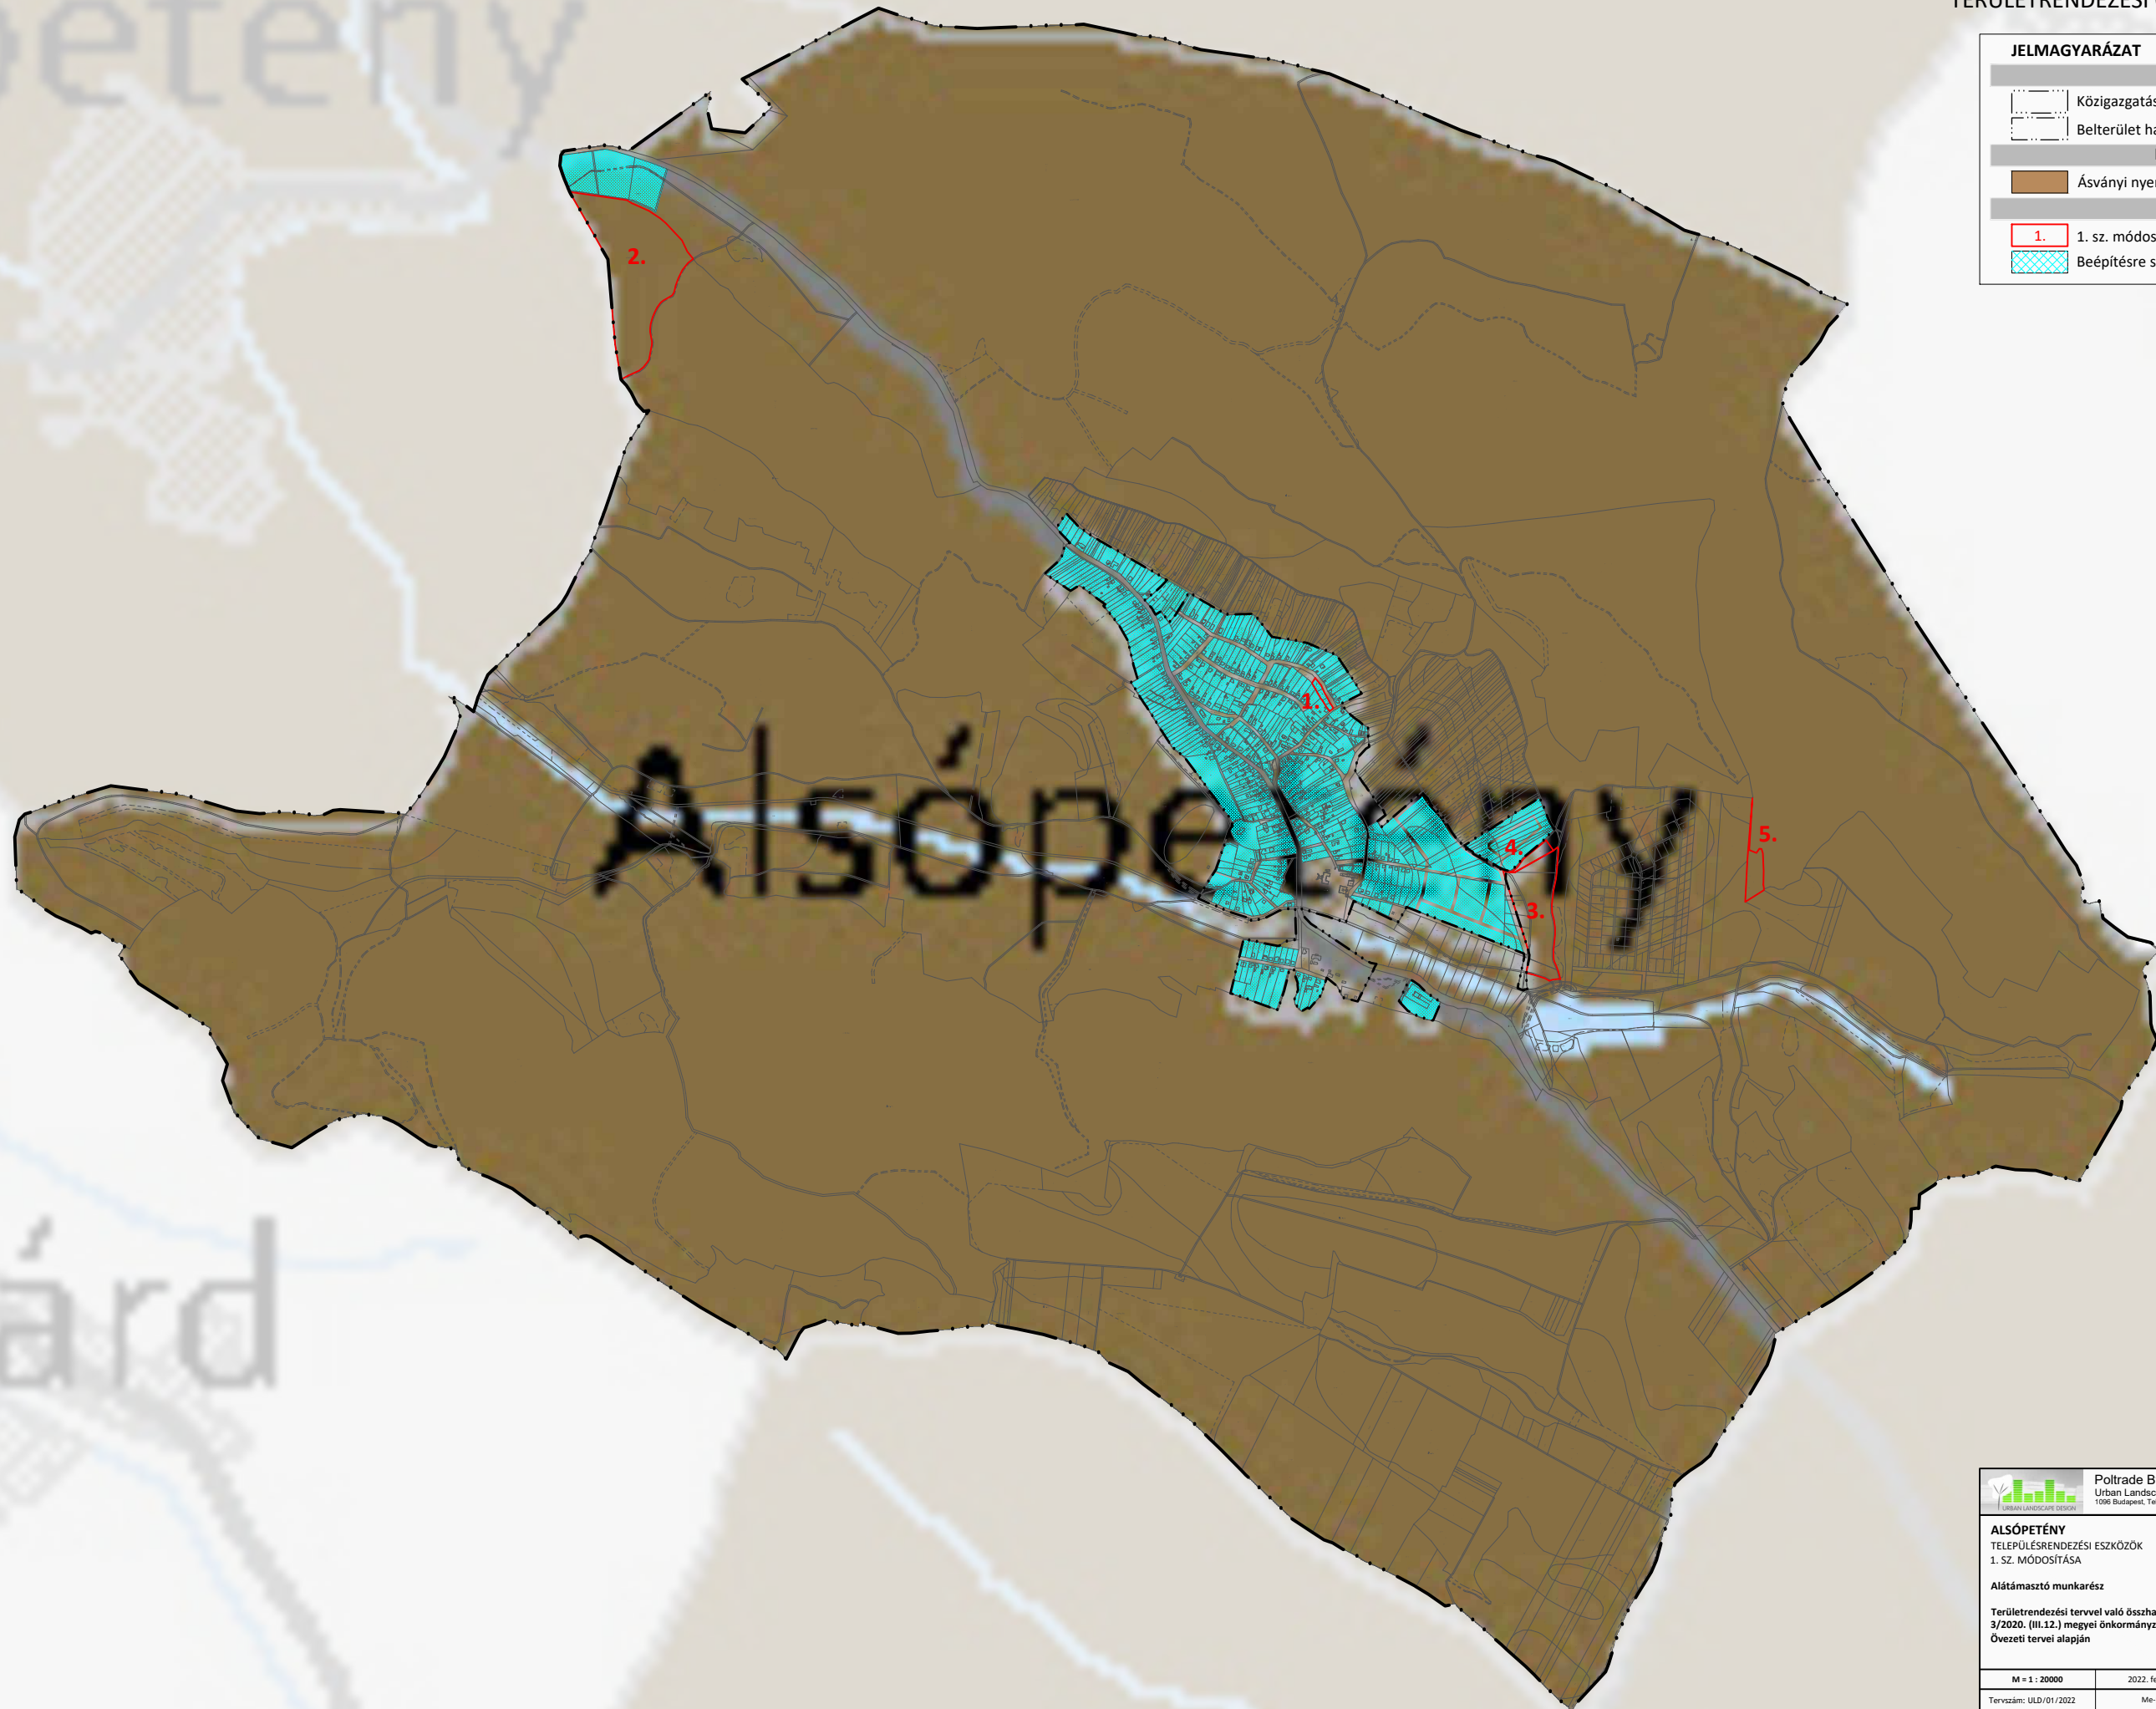 TERÜLETRENDEZÉSI
JELMAGYARÁZAT
Közigazgatás
Belterület ha
Ásványi nyer
1. 1. sz. módos
Beépítésre s
petény
2.
1.
Alsópetény
4.
5.
3.
árd
URBAN LANDSCAPE DESIGN
Poltrade B
Urban Landsc
1096 Budapest, Te
ALSÓPETÉNY
TELEPÜLÉSRENDEZÉSI ESZKÖZÖK
1. SZ. MÓDOSÍTÁSA
Alátámasztó munkarész
Területrendezési tervvel való összha
3/2020. (III.12.) megyei önkormányz
Övezeti tervei alapján
M = 1 : 20000 2022. fe
Tervszám: ULD/01/2022 Me-